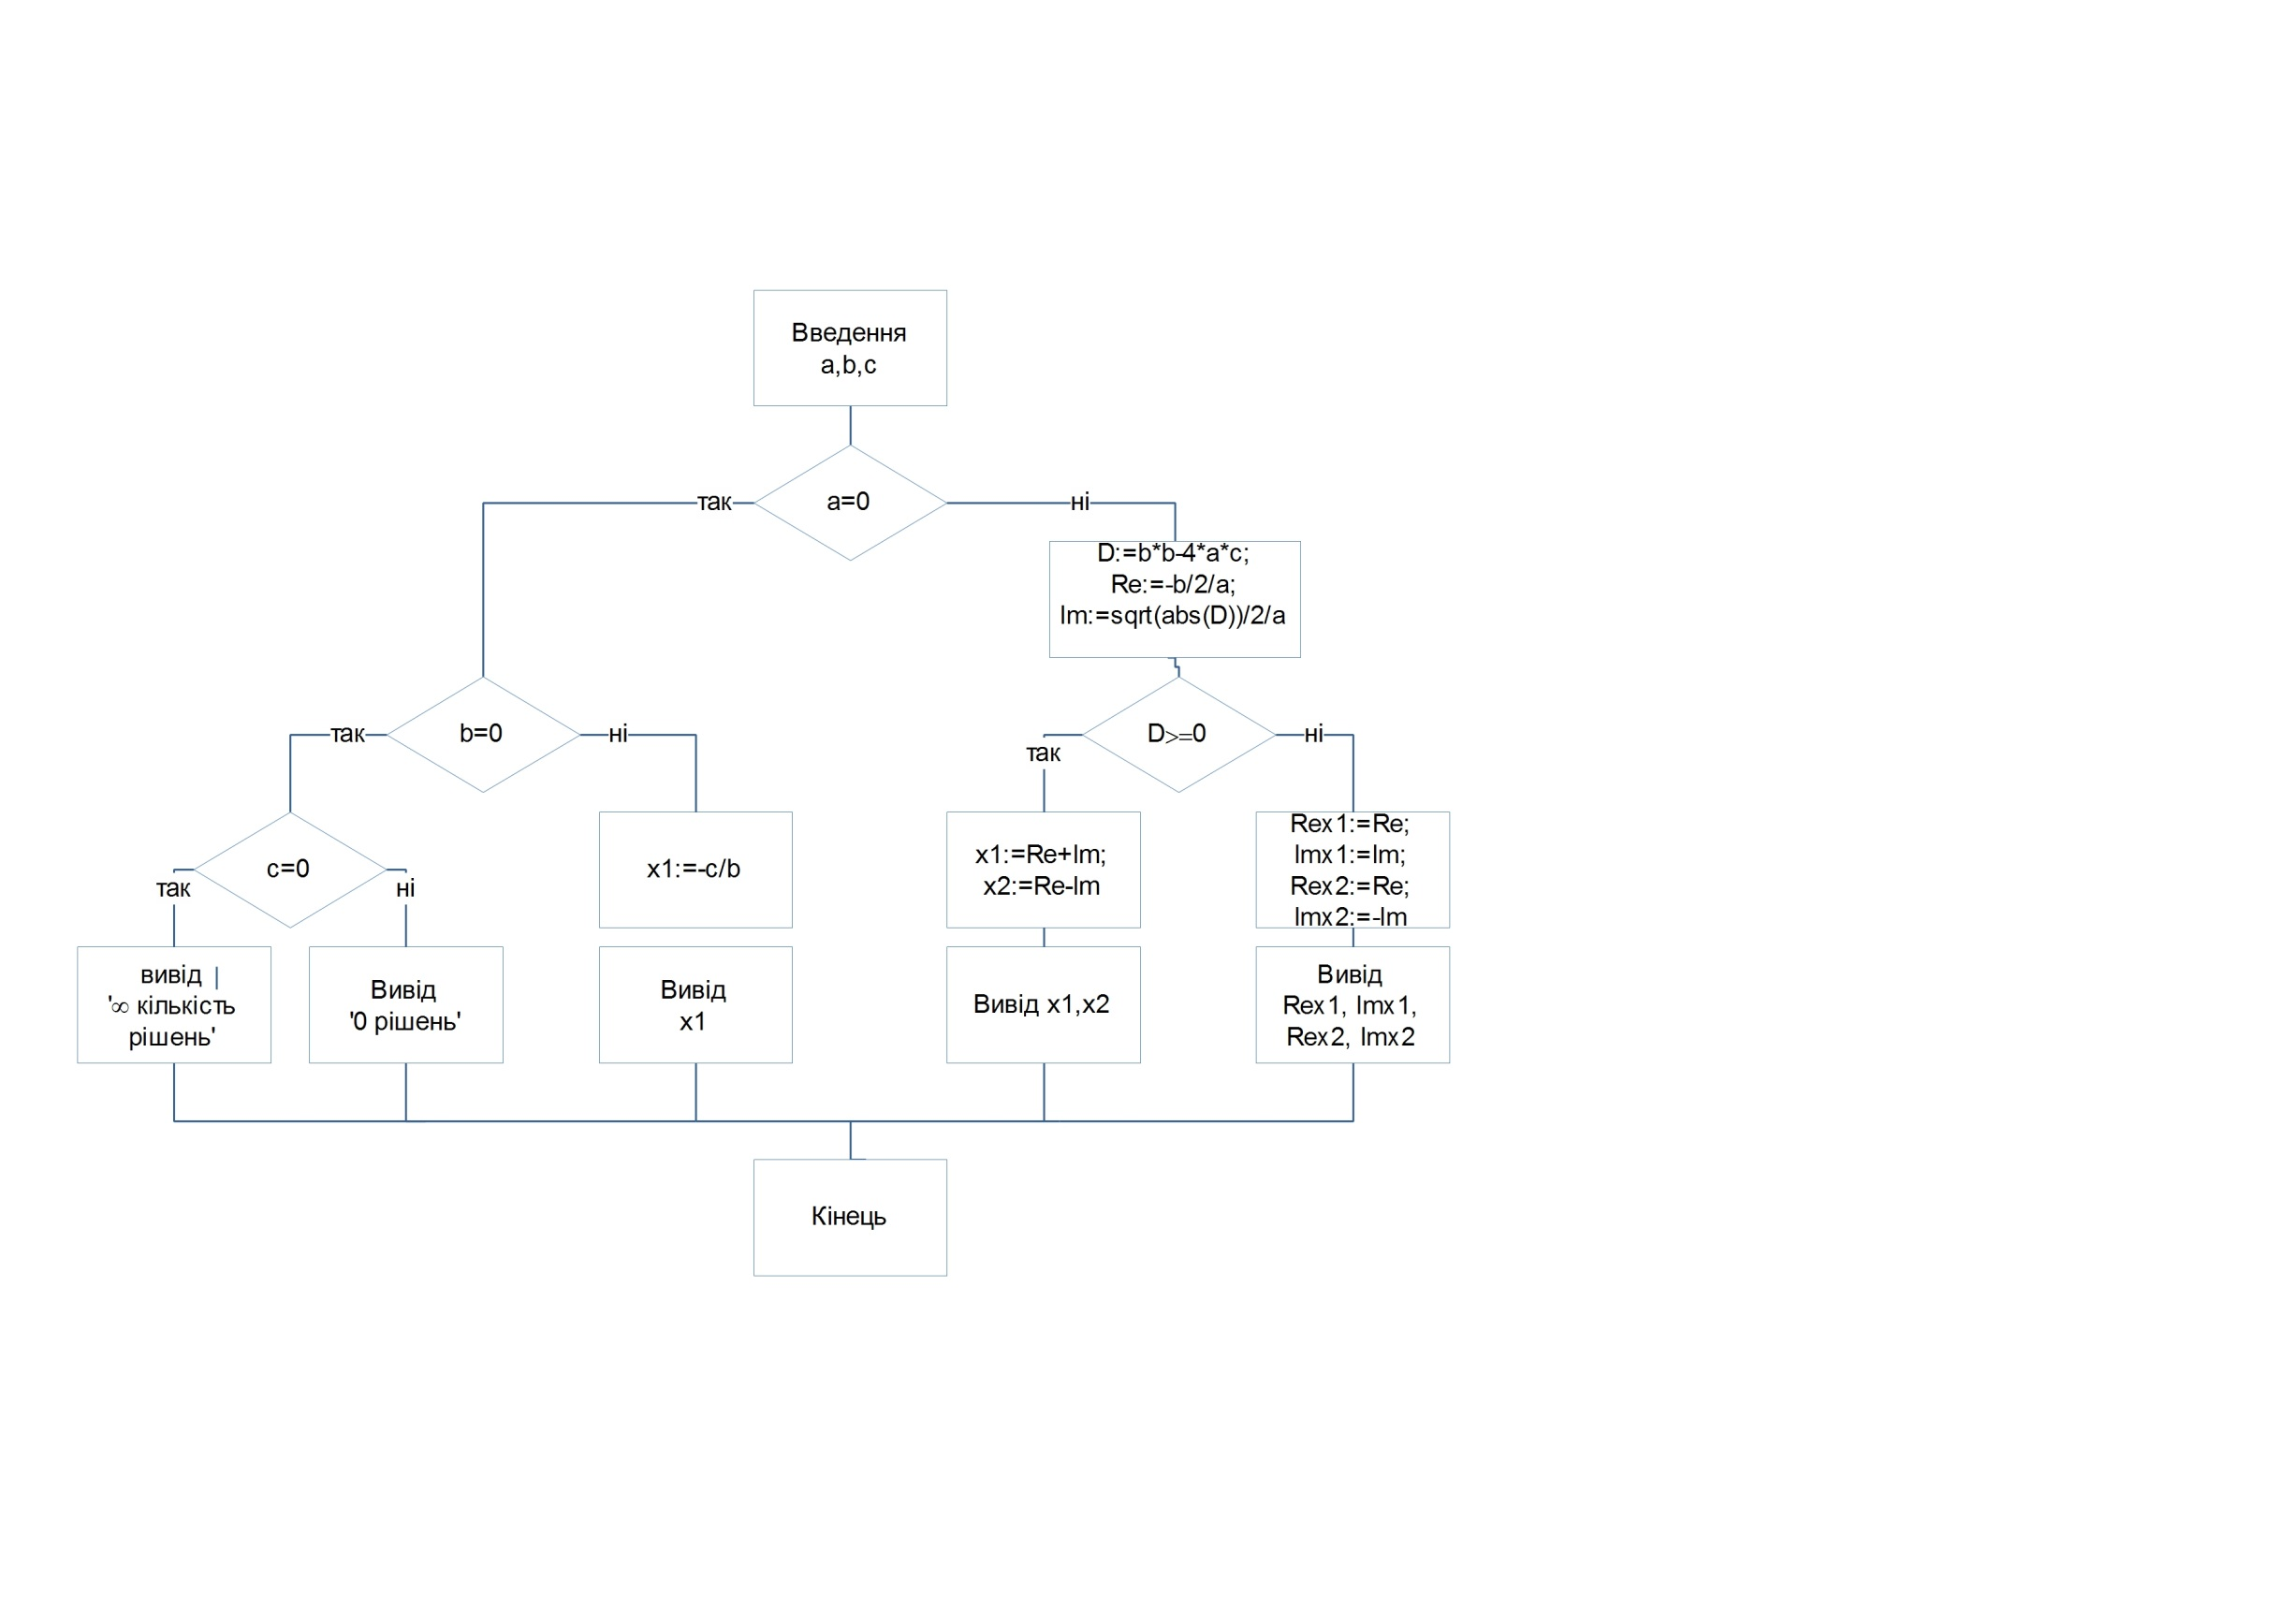 Введення
a,b,c
a=0
так
ні
D:=b*b-4*a*c;
Re:=-b/2/a;
Im:=sqrt(abs(D))/2/a
b=0
так
ні
D>=0
так
ні
c=0
так
ні
x1:=-c/b
x1:=Re+Im;
x2:=Re-Im
Rex1:=Re;
Imx1:=Im;
Rex2:=Re;
Imx2:=-Im
вивід
'∞ кількість
рішень'
Вивід
'0 рішень'
Вивід
x1
Вивід x1,x2
Вивід
Rex1, Imx1,
Rex2, Imx2
Кінець